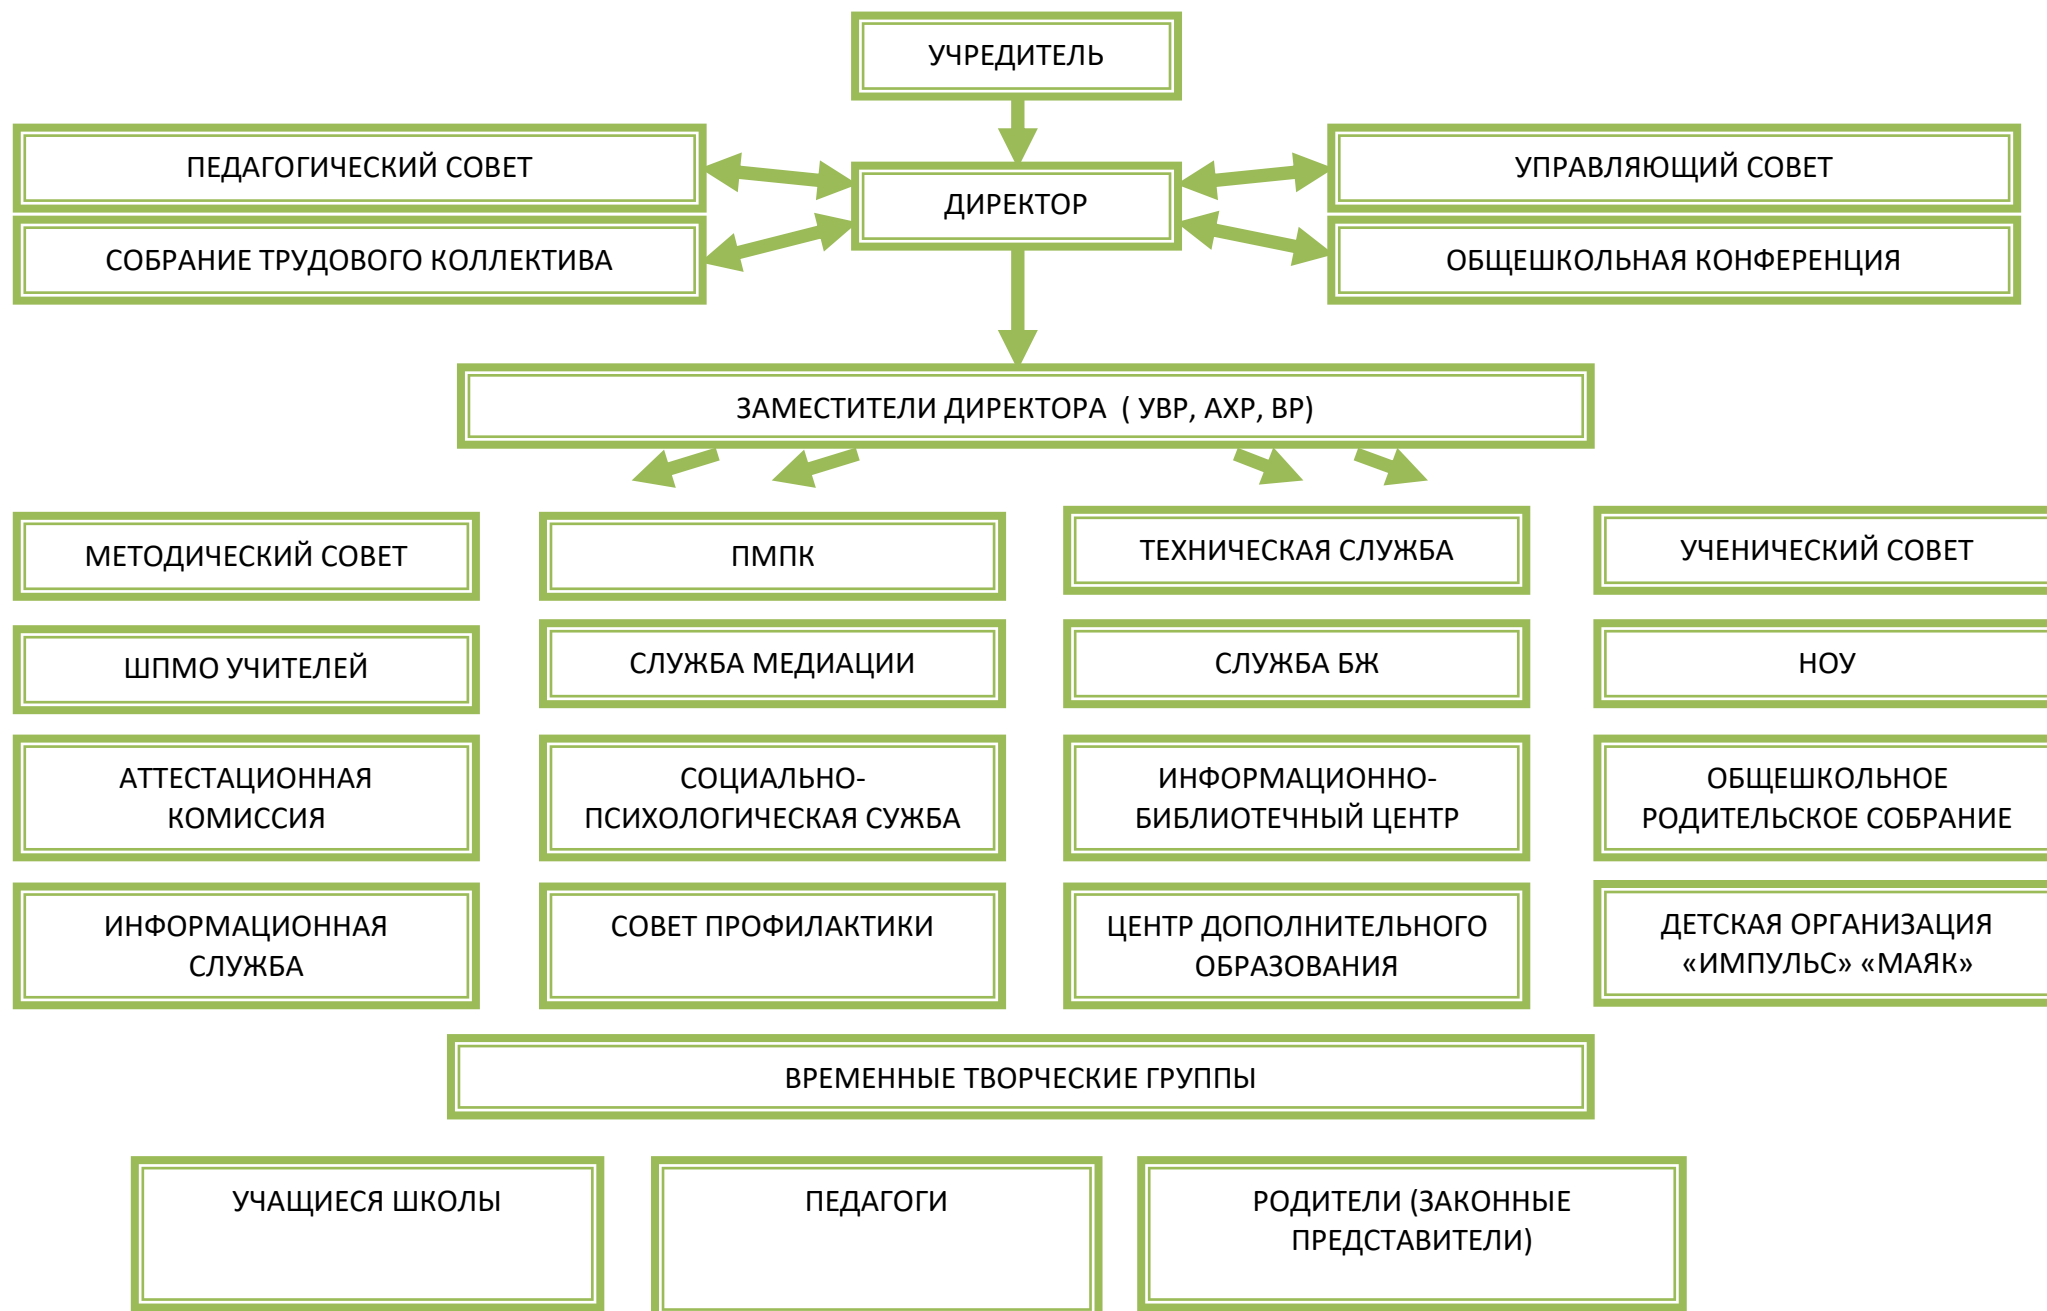 УЧРЕДИТЕЛЬ
ПЕДАГОГИЧЕСКИЙ СОВЕТ
УПРАВЛЯЮЩИЙ СОВЕТ
ДИРЕКТОР
СОБРАНИЕ ТРУДОВОГО КОЛЛЕКТИВА
ОБЩЕШКОЛЬНАЯ КОНФЕРЕНЦИЯ
ЗАМЕСТИТЕЛИ ДИРЕКТОРА ( УВР, АХР, ВР)
МЕТОДИЧЕСКИЙ СОВЕТ
ПМПК
ТЕХНИЧЕСКАЯ СЛУЖБА
УЧЕНИЧЕСКИЙ СОВЕТ
ШПМО УЧИТЕЛЕЙ
СЛУЖБА МЕДИАЦИИ
СЛУЖБА БЖ
НОУ
АТТЕСТАЦИОННАЯ
КОМИССИЯ
СОЦИАЛЬНО-
ПСИХОЛОГИЧЕСКАЯ СУЖБА
ИНФОРМАЦИОННО-
БИБЛИОТЕЧНЫЙ ЦЕНТР
ОБЩЕШКОЛЬНОЕ
РОДИТЕЛЬСКОЕ СОБРАНИЕ
ИНФОРМАЦИОННАЯ
СЛУЖБА
СОВЕТ ПРОФИЛАКТИКИ
ЦЕНТР ДОПОЛНИТЕЛЬНОГО
ОБРАЗОВАНИЯ
ДЕТСКАЯ ОРГАНИЗАЦИЯ
«ИМПУЛЬС» «МАЯК»
ВРЕМЕННЫЕ ТВОРЧЕСКИЕ ГРУППЫ
УЧАЩИЕСЯ ШКОЛЫ
ПЕДАГОГИ
РОДИТЕЛИ (ЗАКОННЫЕ
ПРЕДСТАВИТЕЛИ)